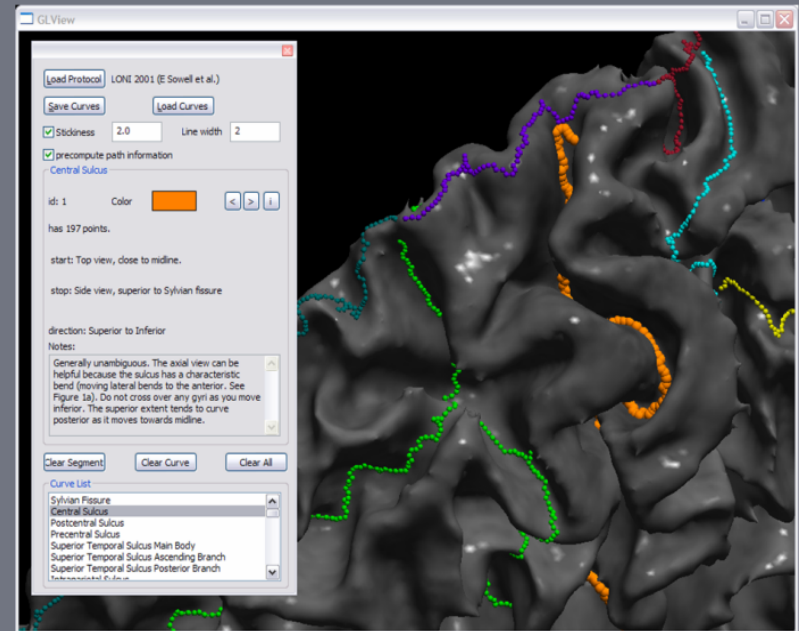 GLView
Load Protocol LONI 2001 (E Sowell et al.)
Save Curves Load Curves
Stickiness 2.0 Line width 2
precompute path information
Central Sulcus
id: 1 Color < > i
has 197 points.
start: Top view, close to midline.
stop: Side view, superior to Sylvian fissure
direction: Superior to Inferior
Notes:
Generally unambiguous. The axial view can be
helpful because the sulcus has a characteristic
bend (moving lateral bends to the anterior. See
Figure 1a). Do not cross over any gyri as you move
inferior. The superior extent tends to curve
posterior as it moves towards midline.
Clear Segment Clear Curve Clear All
Curve List
Sylvian Fissure
Central Sulcus
Postcentral Sulcus
Precentral Sulcus
Superior Temporal Sulcus Main Body
Superior Temporal Sulcus Ascending Branch
Superior Temporal Sulcus Posterior Branch
Intraparietal Sulcus